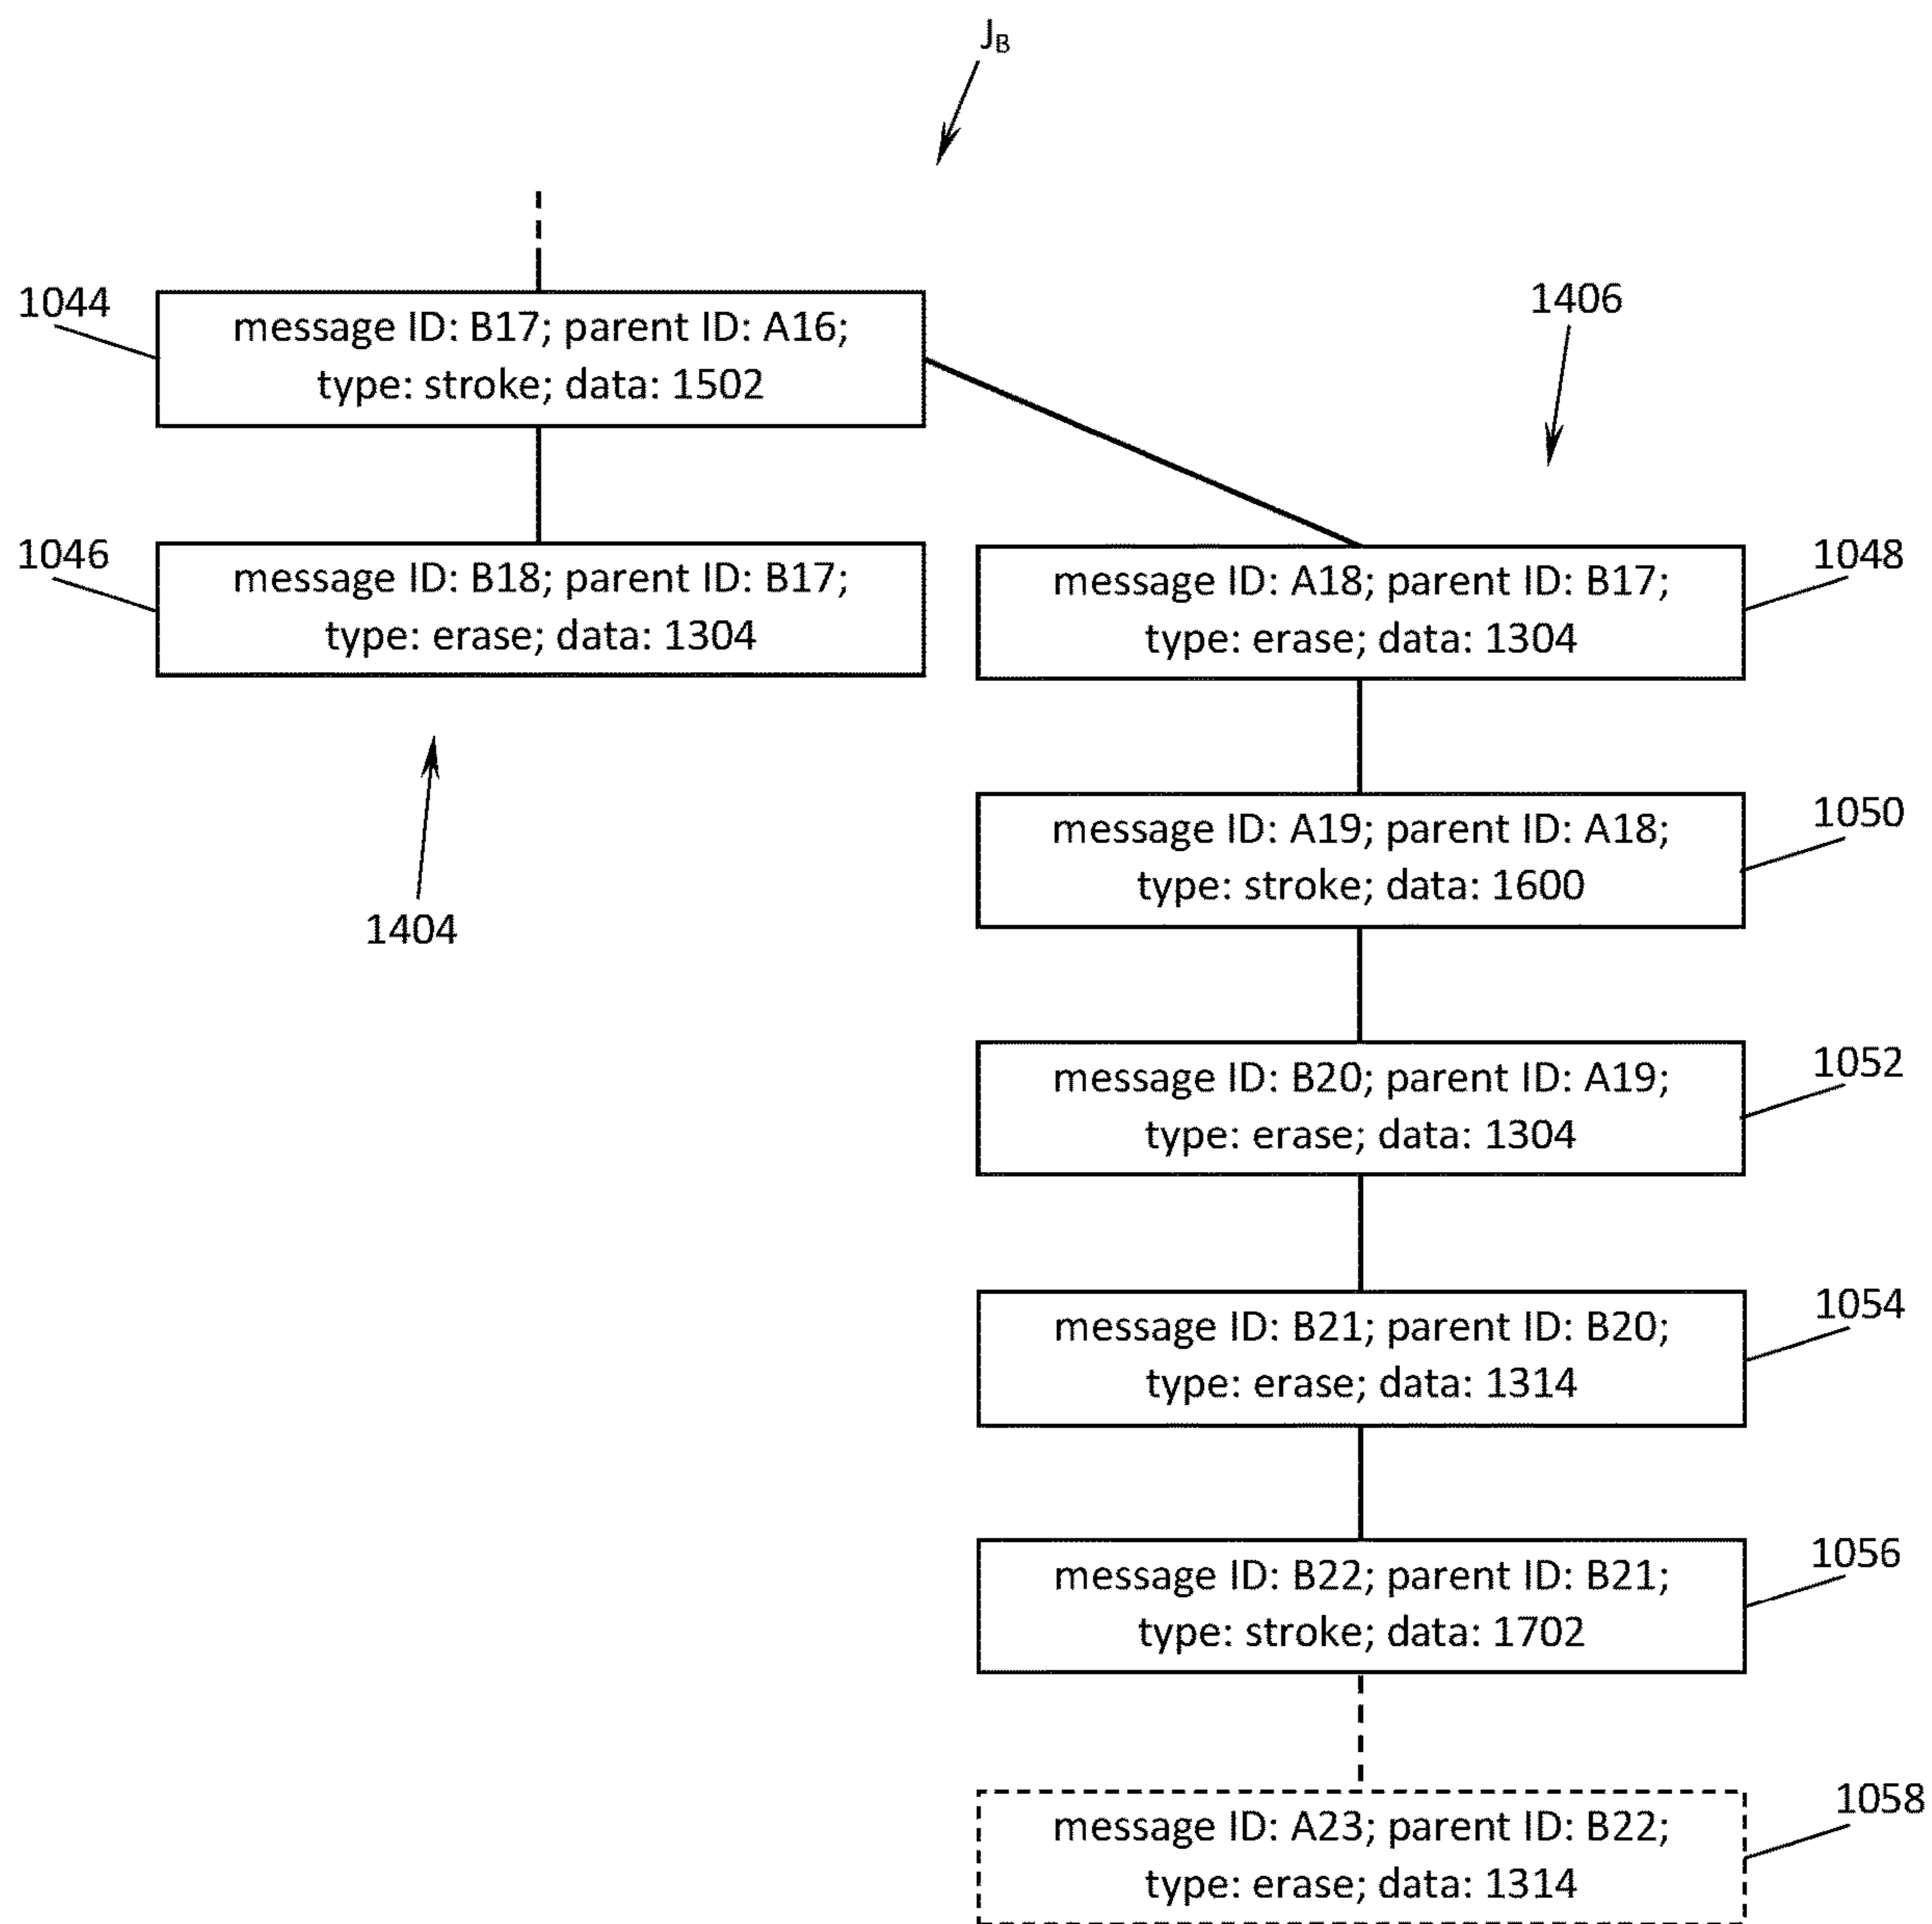 J_B
1044
message ID: B17; parent ID: A16;
type: stroke; data: 1502
1406
1046
message ID: B18; parent ID: B17;
type: erase; data: 1304
message ID: A18; parent ID: B17;
type: erase; data: 1304
1048
1404
message ID: A19; parent ID: A18;
type: stroke; data: 1600
1050
message ID: B20; parent ID: A19;
type: erase; data: 1304
1052
message ID: B21; parent ID: B20;
type: erase; data: 1314
1054
message ID: B22; parent ID: B21;
type: stroke; data: 1702
1056
message ID: A23; parent ID: B22;
type: erase; data: 1314
1058